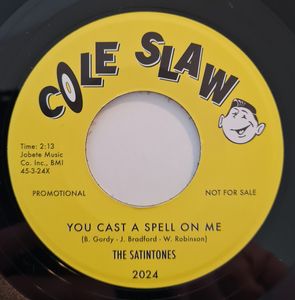 COLE SLAW
Time: 2:13
Jobete Music
Co. Inc., BMI
45-3-24X
PROMOTIONAL
NOT FOR SALE
YOU CAST A SPELL ON ME
(B. Gordy - J. Bradford - W. Robinson)
THE SATINTONES
2024